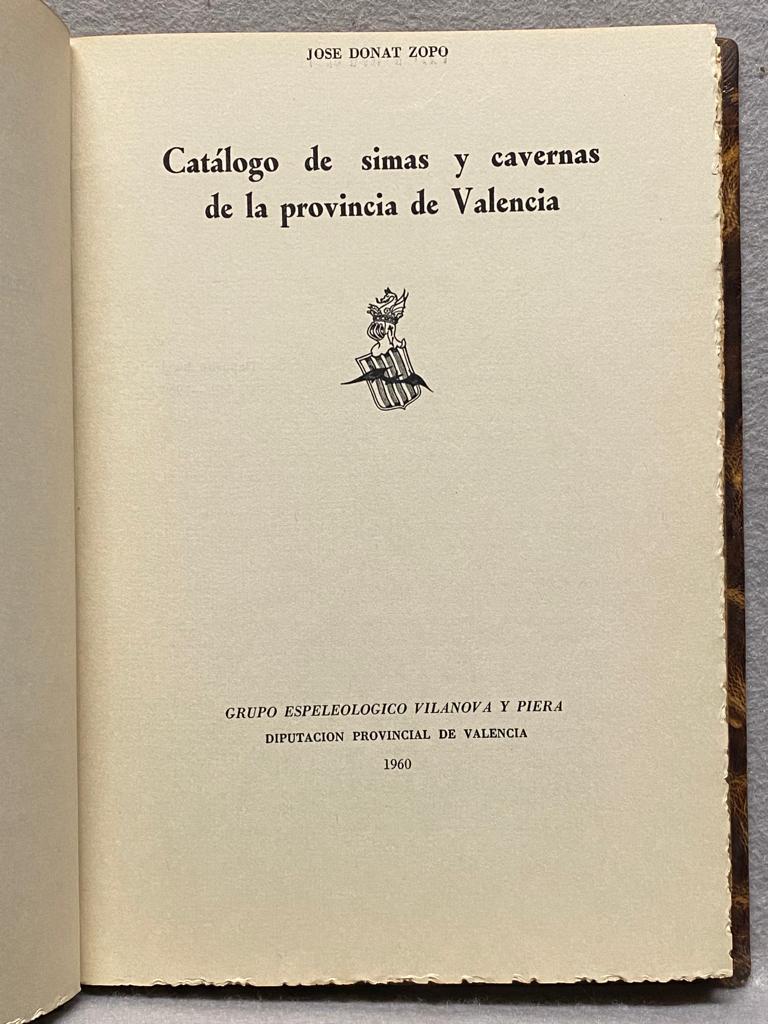 JOSE DONAT ZOPO
Catálogo de simas y cavernas
de la provincia de Valencia
GRUPO ESPELEOLOGICO VILANOVA Y PIERA
DIPUTACION PROVINCIAL DE VALENCIA
1960